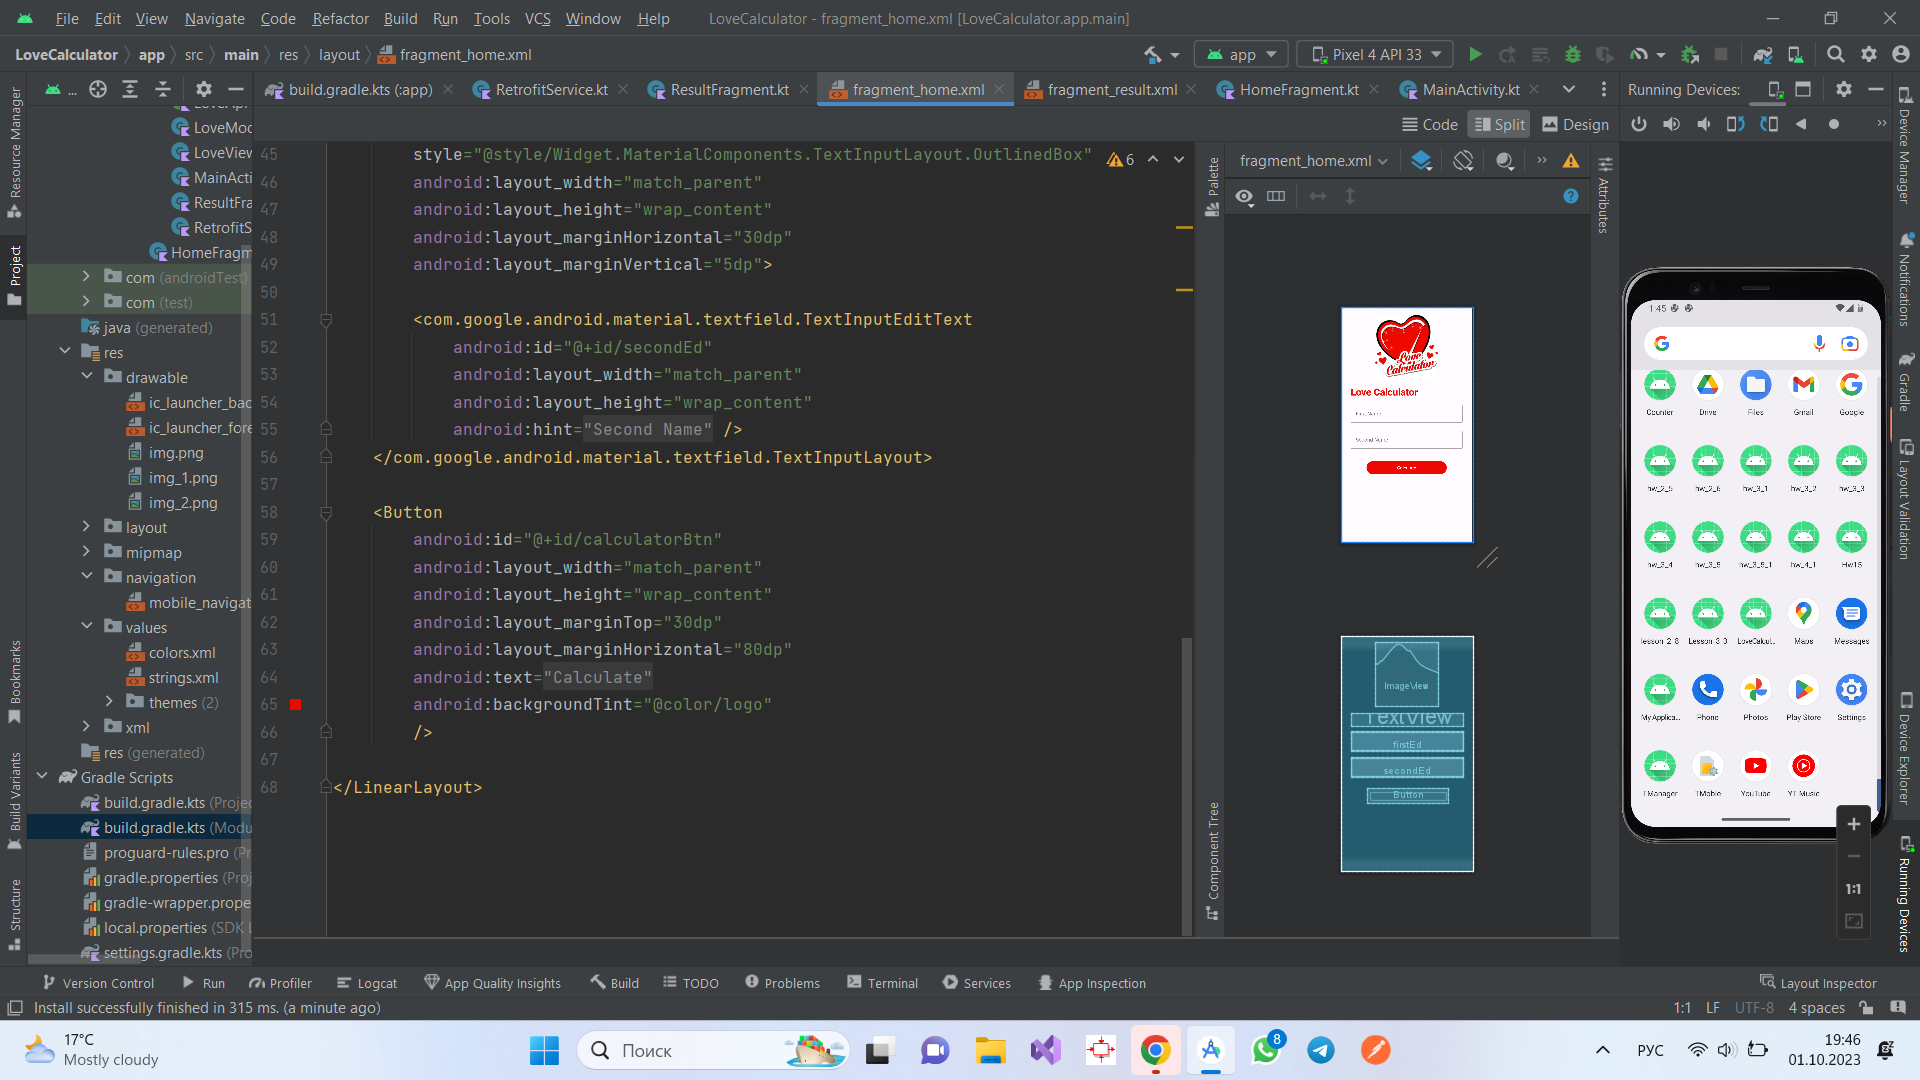 File Edit View Navigate Code Refactor Build Run Tools VCS Window Help LoveCalculator - fragment_home.xml [LoveCalculator.app.main]
LoveCalculator app src main res layout fragment_home.xml app Pixel 4 API 33
... build.gradle.kts (:app) RetrofitService.kt ResultFragment.kt fragment_home.xml fragment_result.xml HomeFragment.kt MainActivity.kt Running Devices:
Code Split Design
Resource Manager
Project
Bookmarks
Build Variants
Structure
LoveMod
LoveView
MainActi
ResultFra
RetrofitS
HomeFragm
com (androidTest)
com (test)
java (generated)
res
drawable
ic_launcher_bac
ic_launcher_fore
img.png
img_1.png
img_2.png
layout
mipmap
navigation
mobile_navigat
values
colors.xml
strings.xml
themes (2)
xml
res (generated)
Gradle Scripts
build.gradle.kts (Projec
build.gradle.kts (Modu
proguard-rules.pro (Pr
gradle.properties (Proj
gradle-wrapper.prope
local.properties (SDK L
settings.gradle.kts (Pro
45 style="@style/Widget.MaterialComponents.TextInputLayout.OutlinedBox" 6
46 android:layout_width="match_parent"
47 android:layout_height="wrap_content"
48 android:layout_marginHorizontal="30dp"
49 android:layout_marginVertical="5dp">
50
51 <com.google.android.material.textfield.TextInputEditText
52 android:id="@+id/secondEd"
53 android:layout_width="match_parent"
54 android:layout_height="wrap_content"
55 android:hint="Second Name" />
56 </com.google.android.material.textfield.TextInputLayout>
57
58 <Button
59 android:id="@+id/calculatorBtn"
60 android:layout_width="match_parent"
61 android:layout_height="wrap_content"
62 android:layout_marginTop="30dp"
63 android:layout_marginHorizontal="80dp"
64 android:text="Calculate"
65 android:backgroundTint="@color/logo"
66 />
67
68 </LinearLayout>
Palette
Component Tree
fragment_home.xml
Attributes
Love
Calculator
Love Calculator
First Name
Second Name
ImageView
TextView
firstEd
secondEd
Button
1:45
Counter Drive Files Gmail Google
hw_2_5 hw_2_6 hw_3_1 hw_3_2 hw_3_3
hw_3_4 hw_3_5 hw_3_5_1 hw_4_1 Hw15
lesson_2_8 Lesson_3_3 LoveCalcul... Maps Messages
My Applica... Phone Photos Play Store Settings
TManager TMoble YouTube YT Music
1:1
Device Manager
Notifications
Gradle
Layout Validation
Device Explorer
Running Devices
Version Control Run Profiler Logcat App Quality Insights Build TODO Problems Terminal Services App Inspection Layout Inspector
Install successfully finished in 315 ms. (a minute ago) 1:1 LF UTF-8 4 spaces
17°C
Mostly cloudy
Поиск
8
РУС
19:46
01.10.2023